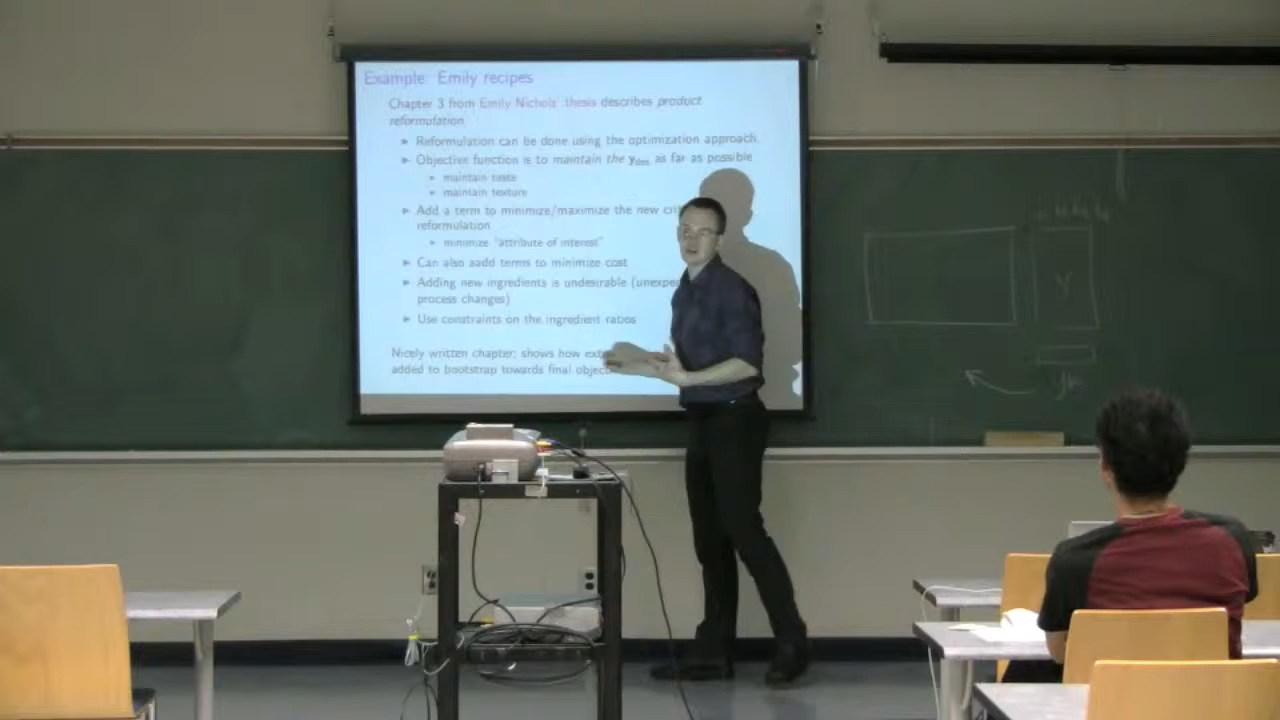 Example: Emily recipes
Chapter 3 from Emily Nichols' thesis describes product
reformulation
Reformulation can be done using the optimization approach.
Objective function is to maintain the ydes as far as possible
maintain taste
maintain texture
Add a term to minimize/maximize the new
reformulation
minimize "attribute of interest"
Can also aadd terms to minimize cost
Adding new ingredients is undesirable
process changes)
Use constraints on the ingredient ratios
Nicely written chapter; shows how
added to bootstrap towards final
Y